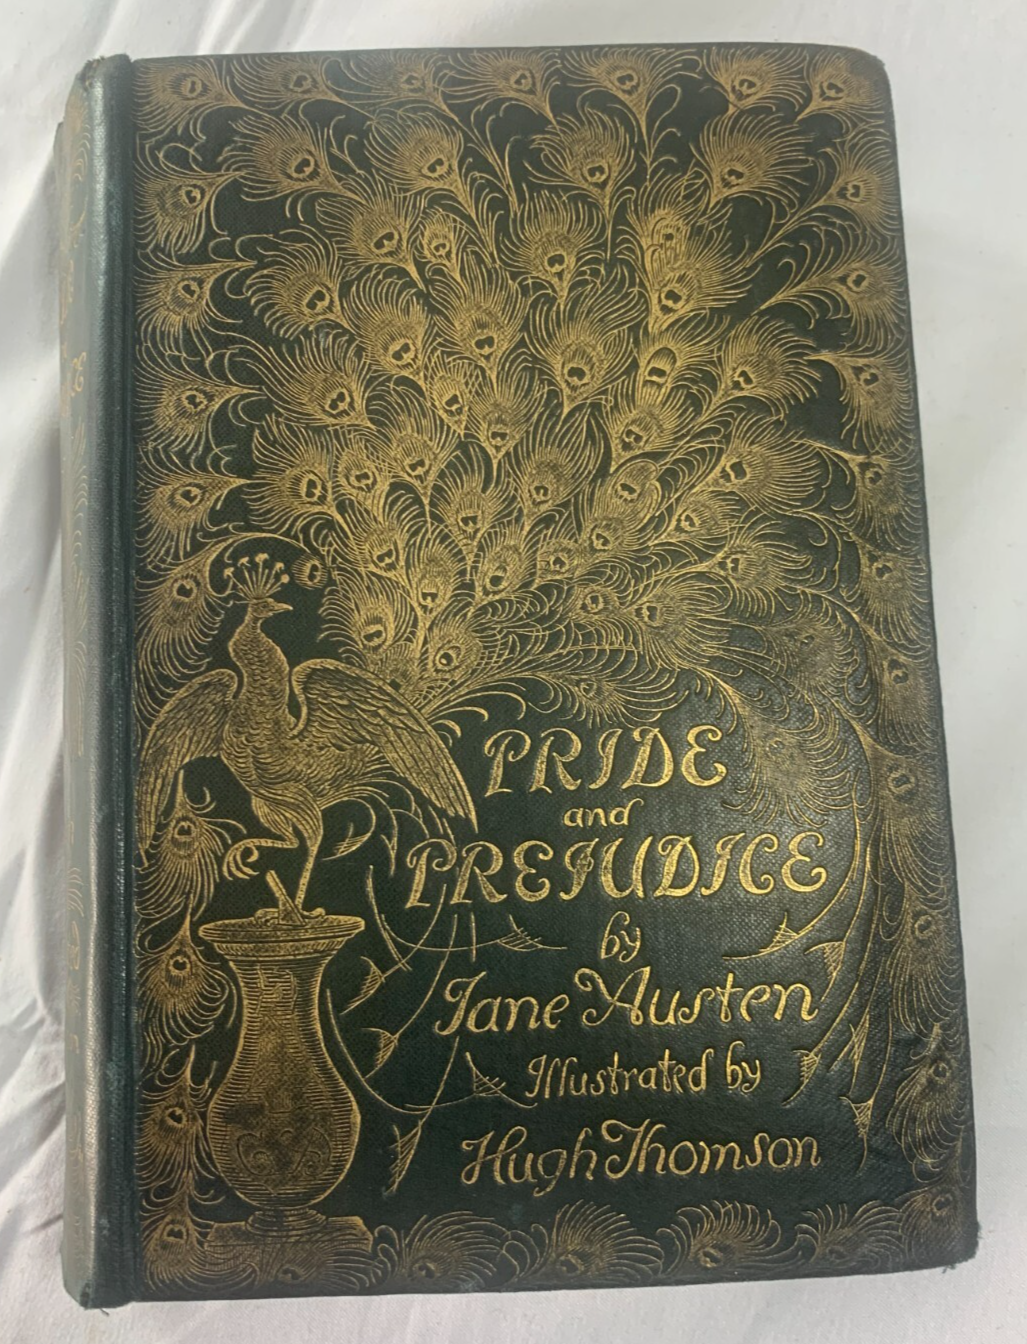 PRIDE
and
PREJUDICE
by
Jane Austen
Illustrated by
Hugh Thomson